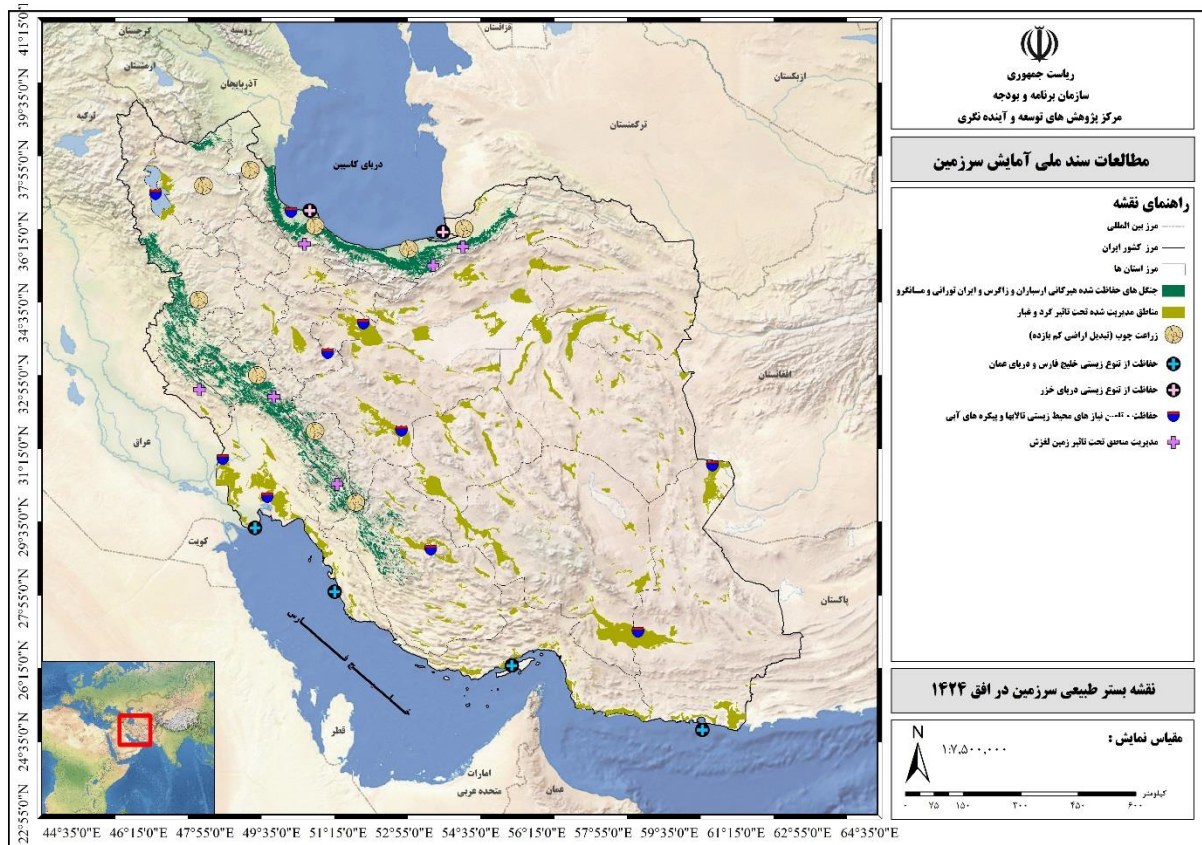 ریاست جمهوری
سازمان برنامه و بودجه
مرکز پژوهش های توسعه و آینده نگری
مطالعات سند ملی آمایش سرزمین
راهنمای نقشه
مرز بین المللی
مرز کشور ایران
مرز استان ها
جنگل های حفاظت شده هیرکانی ارسباران و زاگرس و ایران تورانی و مسانگرو
مناطق مدیریت شده تحت تاثیر گرد و غبار
زراعت چوب (تبدیل اراضی کم بازده)
حفاظت از تنوع زیستی خلیج فارس و دریای عمان
حفاظت از تنوع زیستی دریای خزر
حفاظت نیاز های محیط زیستی تالابها و پیکره های آبی
مدیریت مناطق تحت تاثیر زمین لغزش
نقشه بستر طبیعی سرزمین در افق ۱۴۲۴
مقیاس نمایش :
۱:۷,۵۰۰,۰۰۰
N
کیلومتر
۰ ۷۵ ۱۵۰ ۳۰۰ ۴۵۰ ۶۰۰
گرجستان
روسیه
قزاقستان
ارمنستان
آذربایجان
ازبکستان
ترکیه
ترکمنستان
دریای کاسپین
افغانستان
عراق
کویت
پاکستان
خلیج فارس
قطر
امارات
متحده عربی
عمان
41°15'0"N
39°35'0"N
37°55'0"N
36°15'0"N
34°35'0"N
32°55'0"N
31°15'0"N
29°35'0"N
27°55'0"N
26°15'0"N
24°35'0"N
22°55'0"N
44°35'0"E 46°15'0"E 47°55'0"E 49°35'0"E 51°15'0"E 52°55'0"E 54°35'0"E 56°15'0"E 57°55'0"E 59°35'0"E 61°15'0"E 62°55'0"E 64°35'0"E